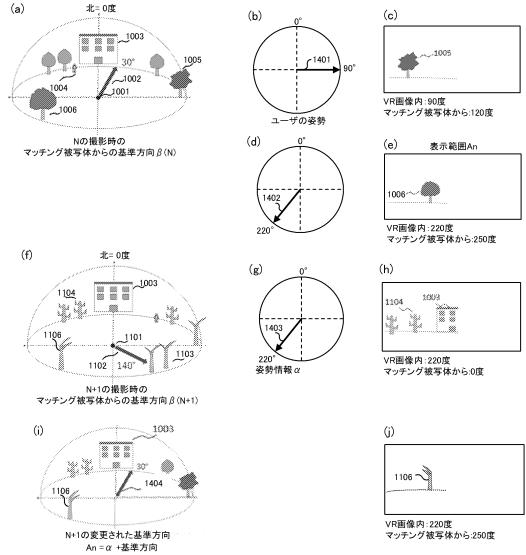 (a)
北=0度
1003
1005
30°
1002
1004
1001
1006
Nの撮影時の
マッチング被写体からの基準方向β(N)
(b)
0°
1401
90°
ユーザの姿勢
(c)
1005
VR画像内:90度
マッチング被写体から:120度
(d)
0°
1402
220°
(e)
表示範囲An
1006
VR画像内:220度
マッチング被写体から:250度
(f)
北=0度
1003
1104
1106
1101
1102
140°
1103
N+1の撮影時の
マッチング被写体からの基準方向β(N+1)
(g)
0°
1403
220°
姿勢情報α
(h)
1104
1003
VR画像内:220度
マッチング被写体から:0度
(i)
1003
30°
1106
1404
N+1の変更された基準方向
An=α+基準方向
(j)
1106
VR画像内:220度
マッチング被写体から:250度